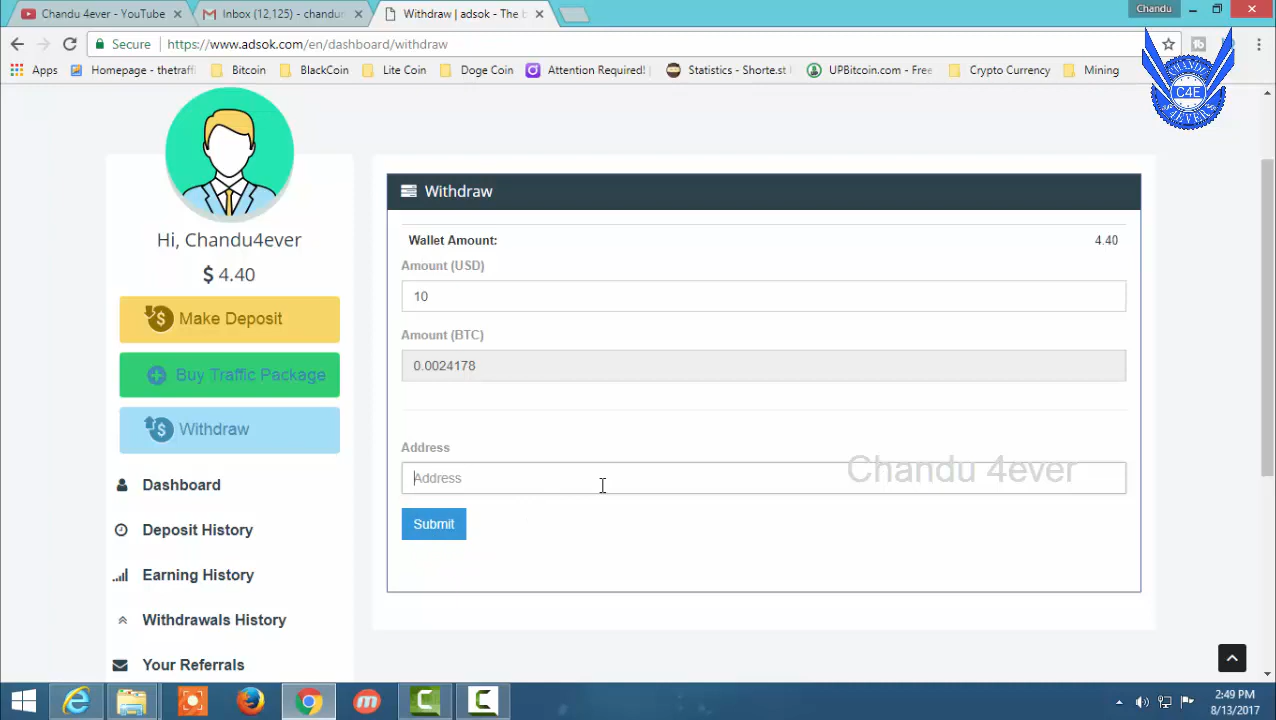 Chandu 4ever - YouTube
Inbox (12,125) - chandu
Withdraw | adsok - The b
Chandu
Secure
https://www.adsok.com/en/dashboard/withdraw
Apps
Homepage - thetraffi
Bitcoin
BlackCoin
Lite Coin
Doge Coin
Attention Required!
Statistics - Shorte.st
UPBitcoin.com - Free
Crypto Currency
Mining
CHANDU
C4E
4EVER
Hi, Chandu4ever
$ 4.40
Make Deposit
Buy Traffic Package
Withdraw
Dashboard
Deposit History
Earning History
Withdrawals History
Your Referrals
Withdraw
Wallet Amount: 4.40
Amount (USD)
10
Amount (BTC)
0.0024178
Address
Address
Chandu 4ever
Submit
2:49 PM
8/13/2017